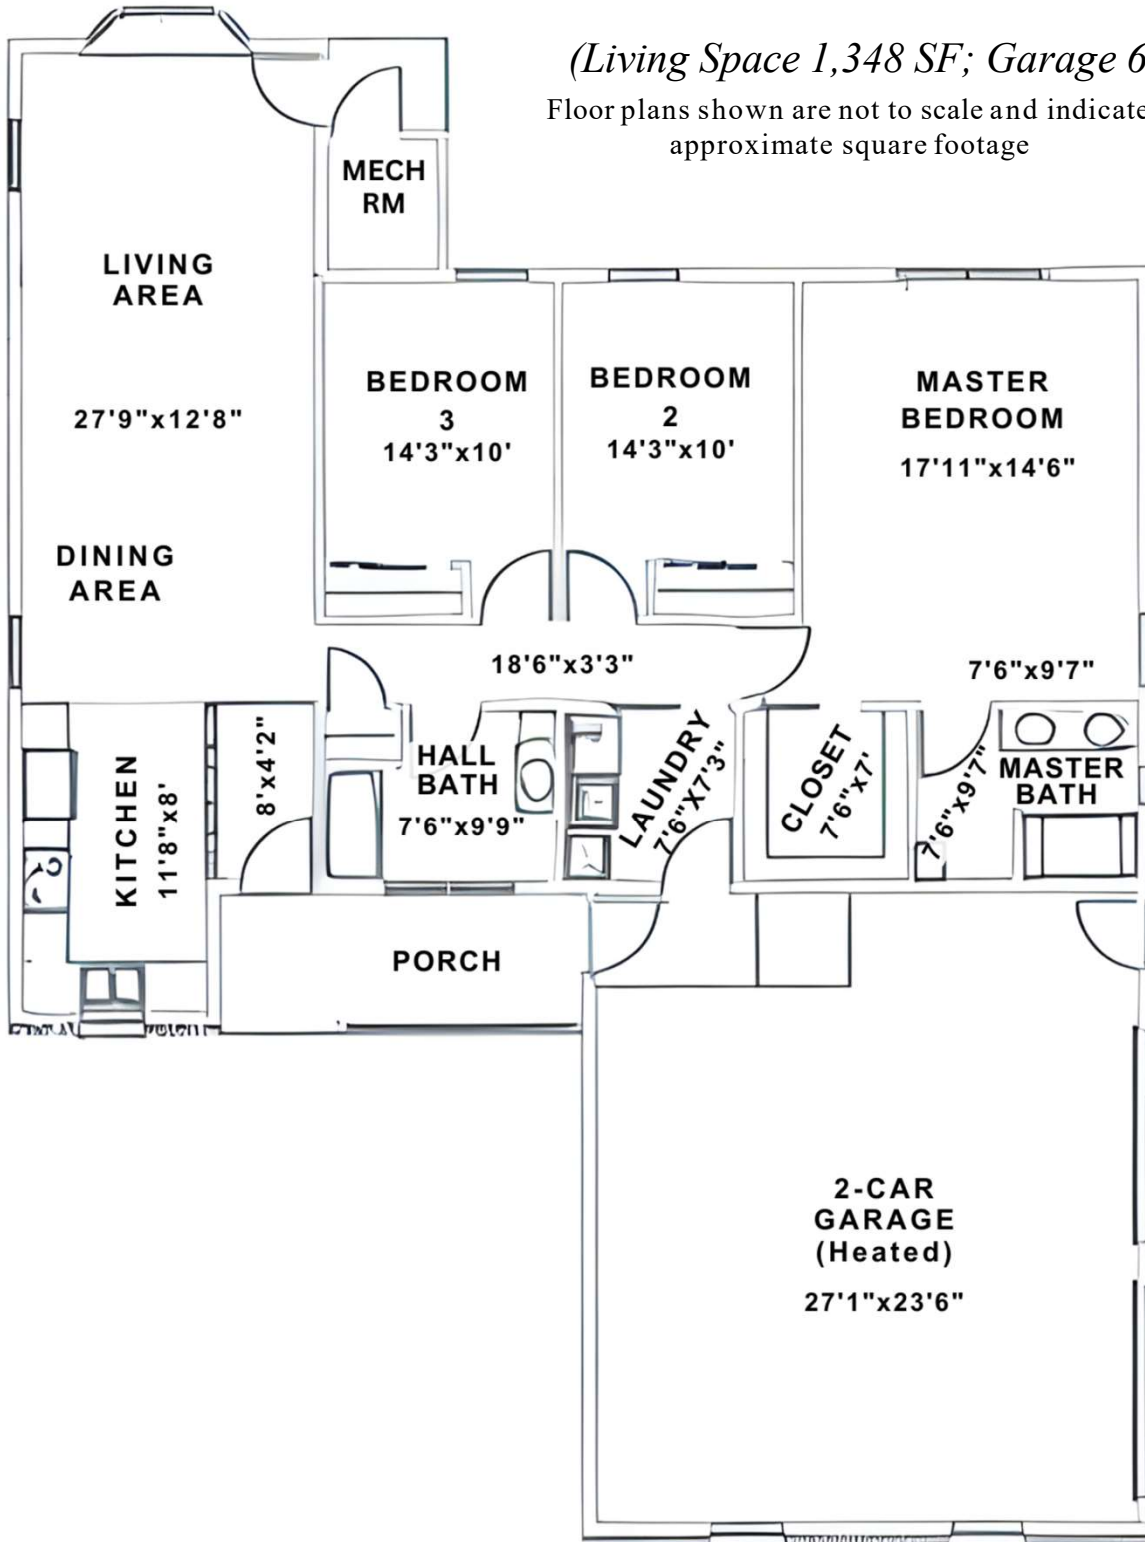 (Living Space 1,348 SF; Garage 6
Floor plans shown are not to scale and indicate
approximate square footage
MECH
RM
LIVING
AREA
27'9"x12'8"
DINING
AREA
BEDROOM
3
14'3"x10'
BEDROOM
2
14'3"x10'
MASTER
BEDROOM
17'11"x14'6"
18'6"x3'3"
7'6"x9'7"
KITCHEN
11'8"x8'
8'x4'2"
HALL
BATH
7'6"x9'9"
LAUNDRY
7'6"X7'3"
CLOSET
7'6"x7'
7'6"x9'7"
MASTER
BATH
PORCH
2-CAR
GARAGE
(Heated)
27'1"x23'6"